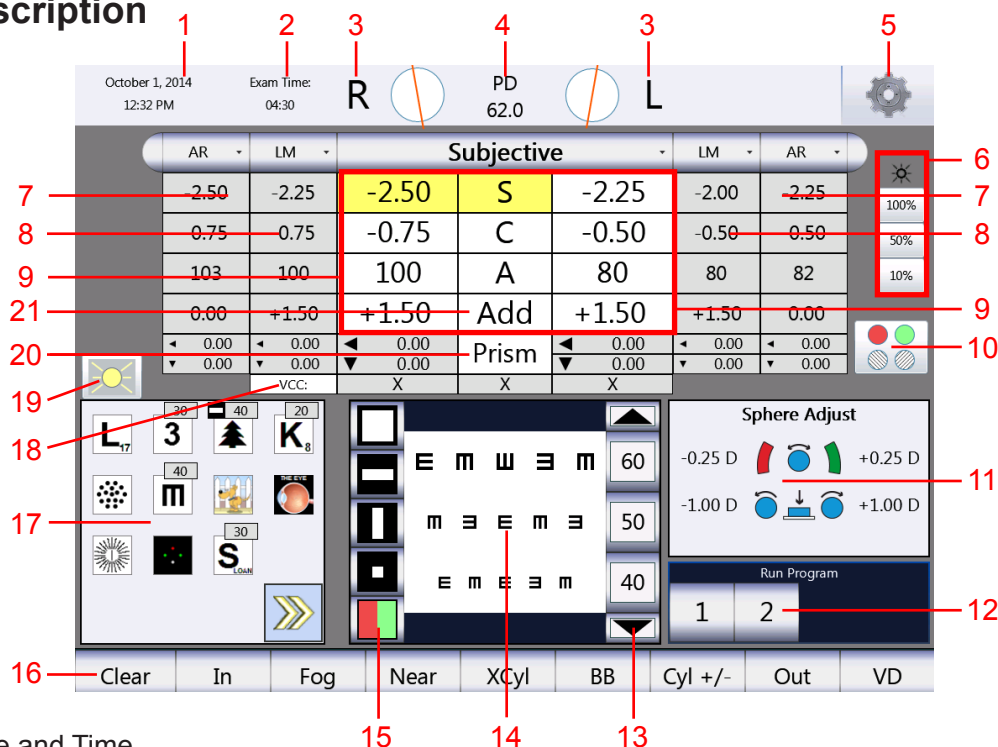 scription
1 2 3 4 3 5
October 1, 2014
12:32 PM
Exam Time:
04:30
R
PD
62.0
L
AR LM Subjective LM AR
6
7 -2.50 -2.25 -2.50 S -2.25 -2.00 -2.25 100% 7
8 0.75 -0.75 -0.75 C -0.50 -0.50 0.50 50% 8
9 103 100 100 A 80 80 82 10%
21 0.00 +1.50 +1.50 Add +1.50 +1.50 0.00 9
20 0.00 0.00 0.00 Prism 0.00 0.00 0.00 10
0.00 0.00 0.00 0.00 0.00 0.00
19 VCC: X X X
18
L 17 30 3 40 20 K 8
40 m THE EYE
17
30 S LOAN
E m w E m 60
m E E m E 50
E m E E m 40
Sphere Adjust
-0.25 D +0.25 D
-1.00 D +1.00 D
11
Run Program
1 2 12
16 Clear In Fog Near XCyl BB Cyl +/- Out VD
15 14 13
e and Time